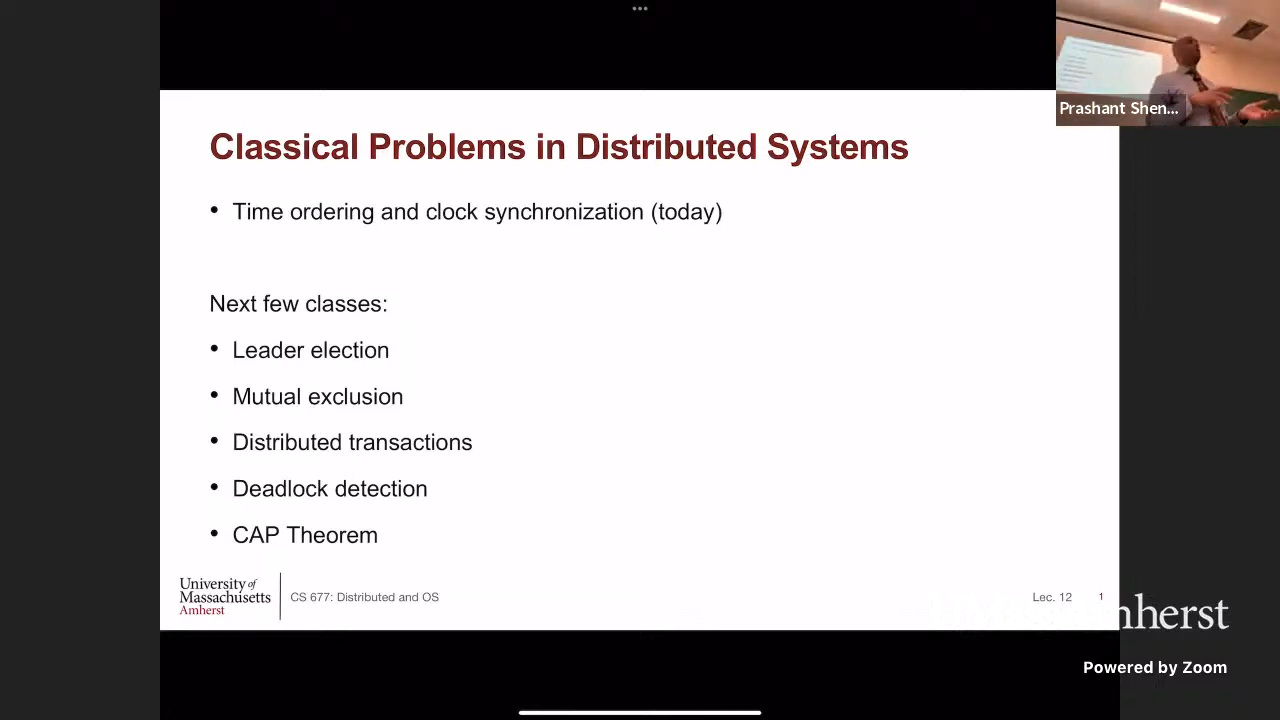 Prashant Shen...
Classical Problems in Distributed Systems
• Time ordering and clock synchronization (today)
Next few classes:
• Leader election
• Mutual exclusion
• Distributed transactions
• Deadlock detection
• CAP Theorem
University of
Massachusetts
Amherst
CS 677: Distributed and OS
Lec. 12
1
Amherst
Powered by Zoom